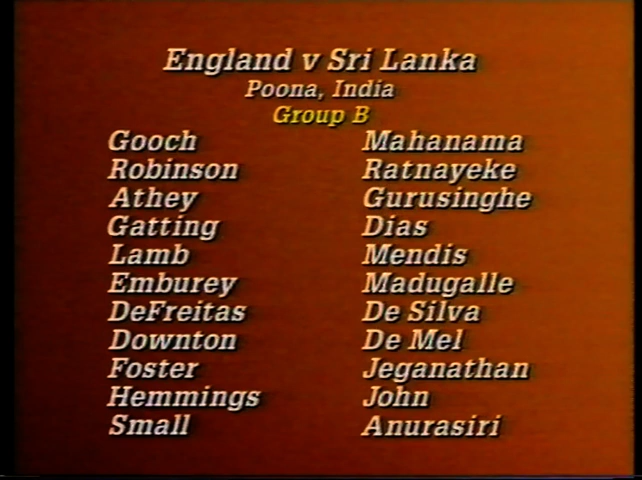 England v Sri Lanka
Poona, India
Group B
Gooch Mahanama
Robinson Ratnayeke
Athey Gurusinghe
Gatting Dias
Lamb Mendis
Emburey Madugalle
DeFreitas De Silva
Downton De Mel
Foster Jeganathan
Hemmings John
Small Anurasiri